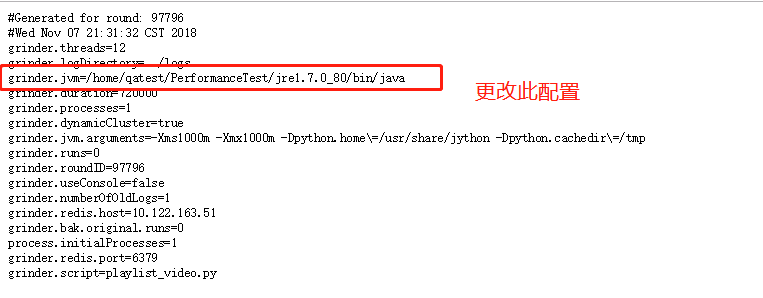 #Generated for round: 97796
#Wed Nov 07 21:31:32 CST 2018
grinder.threads=12
grinder.logDirectory=../logs
grinder.jvm=/home/qatest/PerformanceTest/jre1.7.0_80/bin/java
更改此配置
grinder.duration=720000
grinder.processes=1
grinder.dynamicCluster=true
grinder.jvm.arguments=-Xms1000m -Xmx1000m -Dpython.home\=/usr/share/jython -Dpython.cachedir\=/tmp
grinder.runs=0
grinder.roundID=97796
grinder.useConsole=false
grinder.numberOfOldLogs=1
grinder.redis.host=10.122.163.51
grinder.bak.original.runs=0
process.initialProcesses=1
grinder.redis.port=6379
grinder.script=playlist_video.py